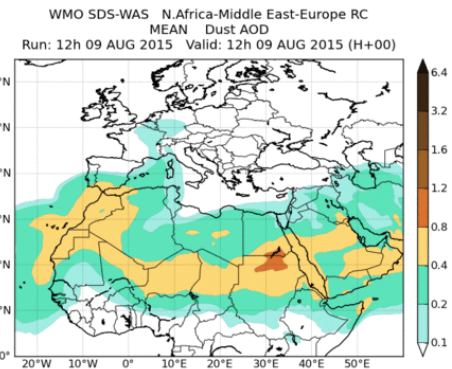 WMO SDS-WAS N.Africa-Middle East-Europe RC
MEAN Dust AOD
Run: 12h 09 AUG 2015 Valid: 12h 09 AUG 2015 (H+00)
6.4
3.2
1.6
1.2
0.8
0.4
0.2
0.1
N
N
N
N
N
N
0°
20°W 10°W 0° 10°E 20°E 30°E 40°E 50°E